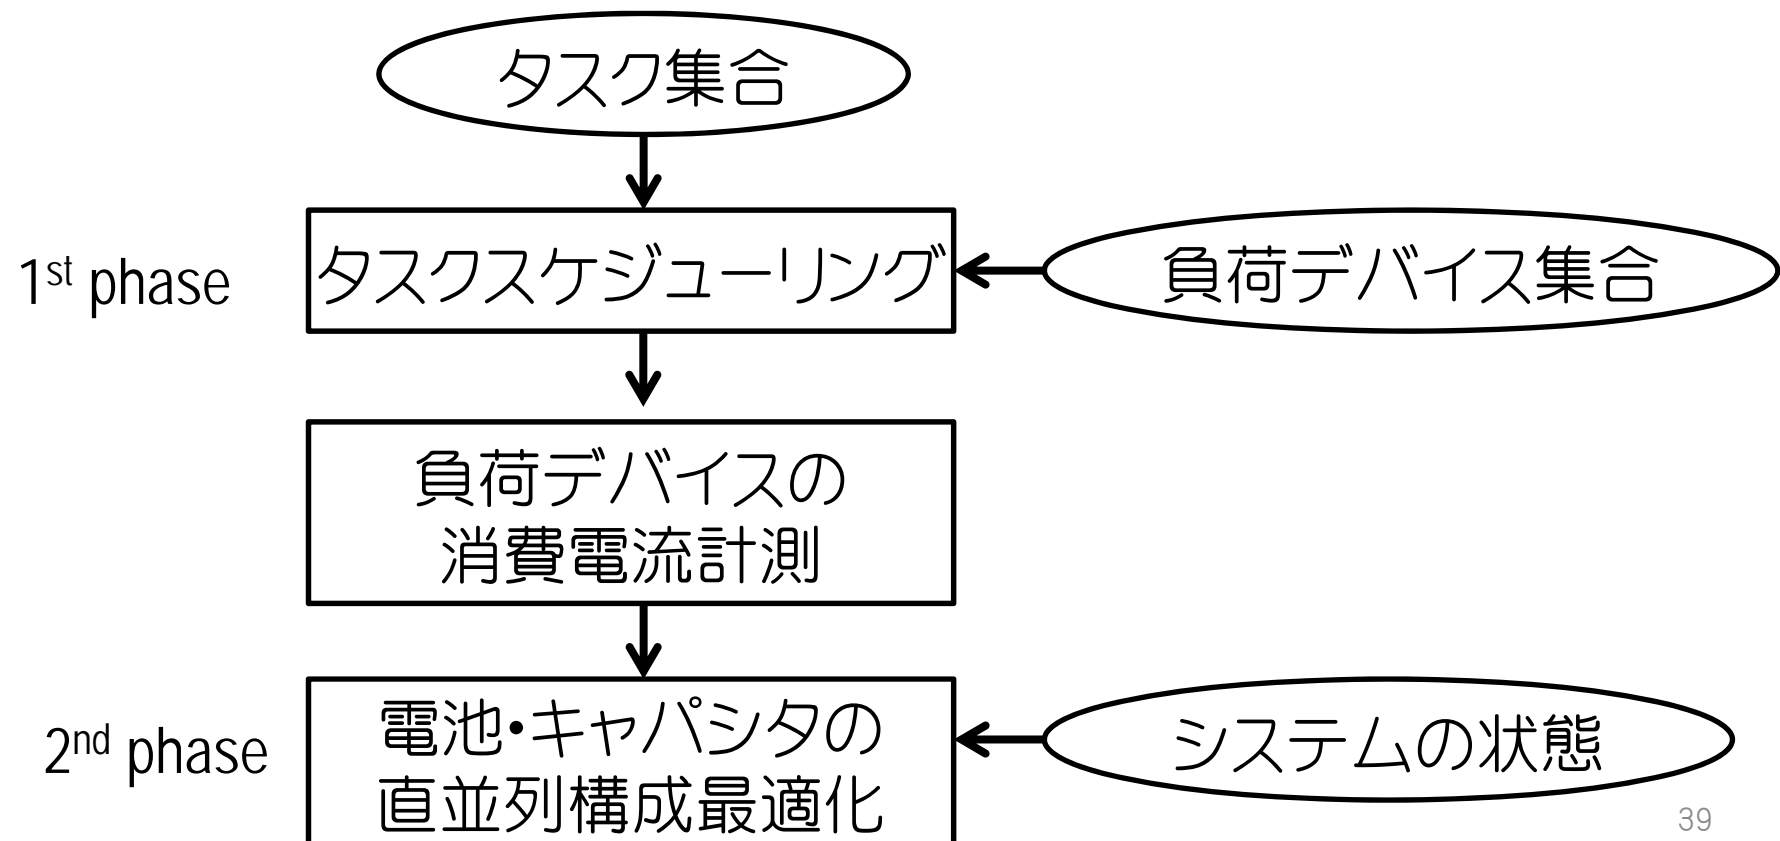 タスク集合
1st phase
タスクスケジューリング
負荷デバイス集合
負荷デバイスの
消費電流計測
2nd phase
電池・キャパシタの
直並列構成最適化
システムの状態
39